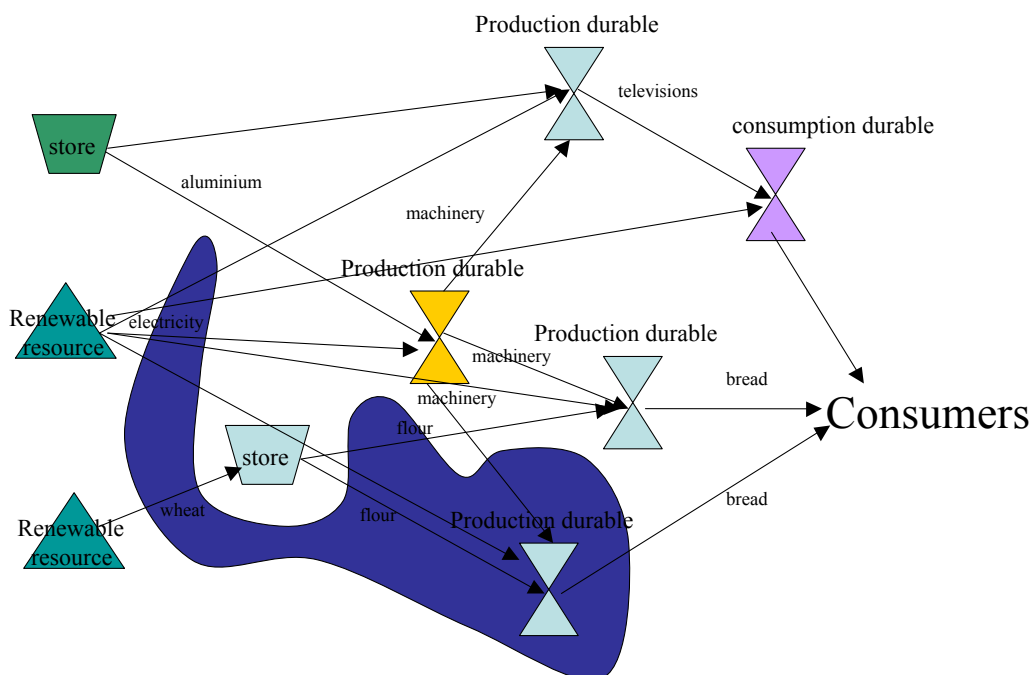 Production durable
televisions
consumption durable
store
aluminium
machinery
Production durable
Renewable
resource
electricity
Production durable
machinery
machinery
bread
Consumers
flour
store
bread
wheat
flour
Production durable
Renewable
resource